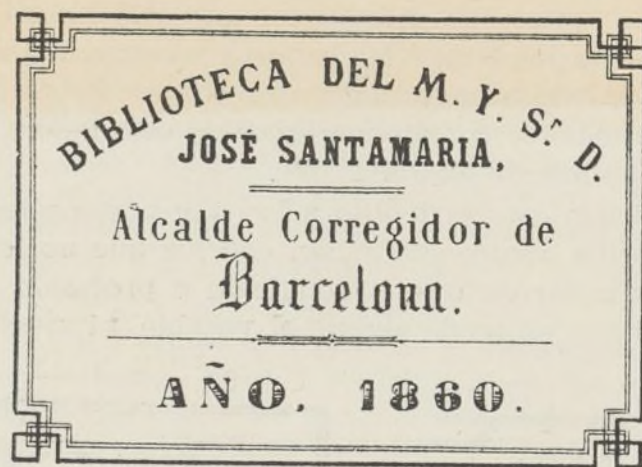 BIBLIOTECA DEL M. Y. Sr. D.
JOSÉ SANTAMARIA,
Alcalde Corregidor de
Barcelona.
AÑO, 1860.